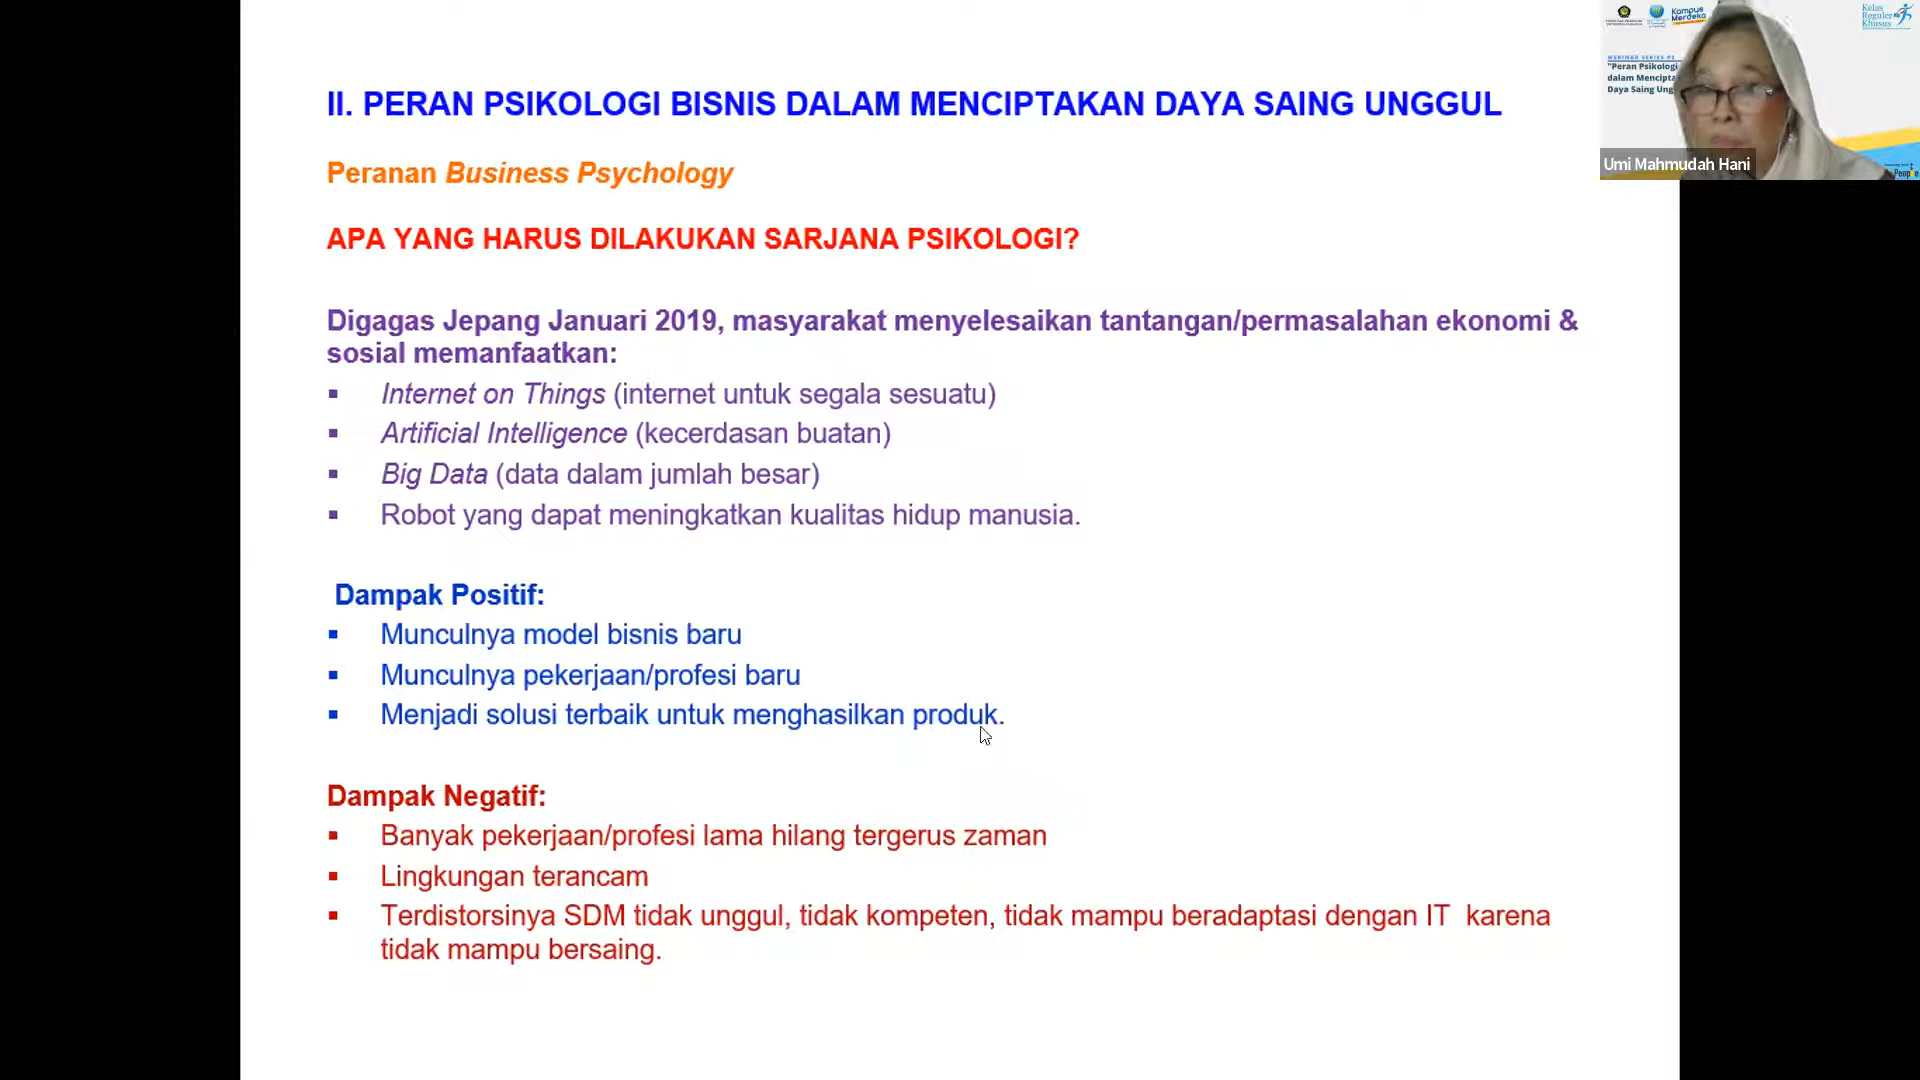 II. PERAN PSIKOLOGI BISNIS DALAM MENCIPTAKAN DAYA SAING UNGGUL
Peranan Business Psychology
APA YANG HARUS DILAKUKAN SARJANA PSIKOLOGI?
Digagas Jepang Januari 2019, masyarakat menyelesaikan tantangan/permasalahan ekonomi &
sosial memanfaatkan:
▪ Internet on Things (internet untuk segala sesuatu)
▪ Artificial Intelligence (kecerdasan buatan)
▪ Big Data (data dalam jumlah besar)
▪ Robot yang dapat meningkatkan kualitas hidup manusia.
Dampak Positif:
▪ Munculnya model bisnis baru
▪ Munculnya pekerjaan/profesi baru
▪ Menjadi solusi terbaik untuk menghasilkan produk.
Dampak Negatif:
▪ Banyak pekerjaan/profesi lama hilang tergerus zaman
▪ Lingkungan terancam
▪ Terdistorsinya SDM tidak unggul, tidak kompeten, tidak mampu beradaptasi dengan IT karena
tidak mampu bersaing.
Kampus
Merdeka
Kelas
Reguler
Khusus
WEBINAR SERIES #2
"Peran Psikologi
dalam
Daya Saing
Umi Mahmudah Hani
People